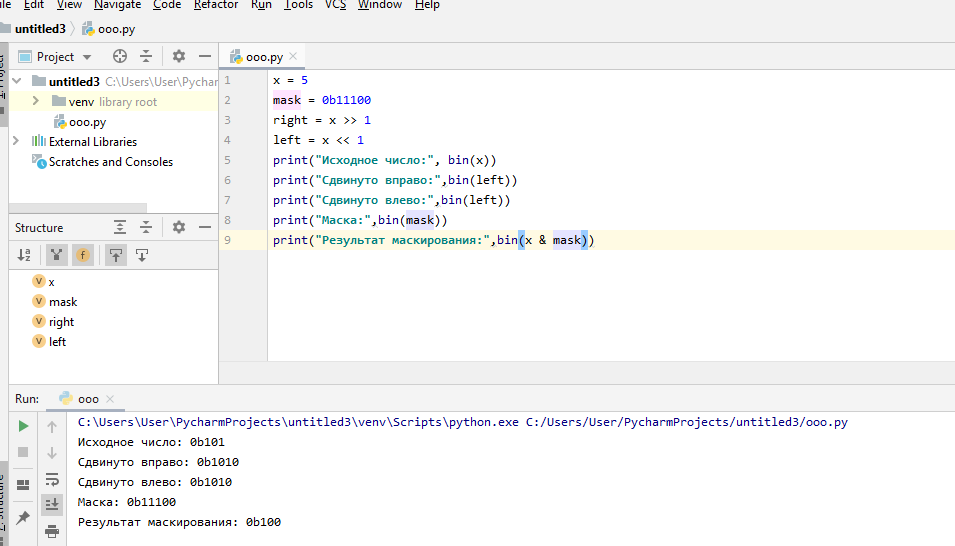 Edit View Navigate Code Refactor Run Tools VCS Window Help
untitled3 ooo.py
Project
ooo.py
untitled3 C:\Users\User\Pychar
venv library root
ooo.py
External Libraries
Scratches and Consoles
1 x = 5
2 mask = 0b11100
3 right = x >> 1
4 left = x << 1
5 print("Исходное число:", bin(x))
6 print("Сдвинуто вправо:",bin(left))
7 print("Сдвинуто влево:",bin(left))
8 print("Маска:",bin(mask))
9 print("Результат маскирования:",bin(x & mask))
Structure
x
mask
right
left
Run: ooo
C:\Users\User\PycharmProjects\untitled3\venv\Scripts\python.exe C:/Users/User/PycharmProjects/untitled3/ooo.py
Исходное число: 0b101
Сдвинуто вправо: 0b1010
Сдвинуто влево: 0b1010
Маска: 0b11100
Результат маскирования: 0b100